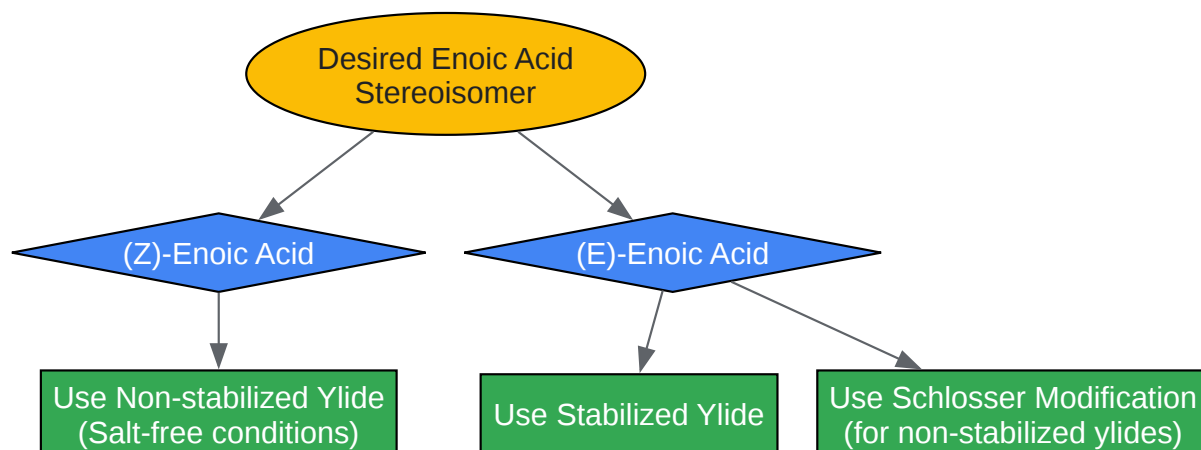 Desired Enoic Acid
Stereoisomer
(Z)-Enoic Acid
(E)-Enoic Acid
Use Non-stabilized Ylide
(Salt-free conditions)
Use Stabilized Ylide
Use Schlosser Modification
(for non-stabilized ylides)